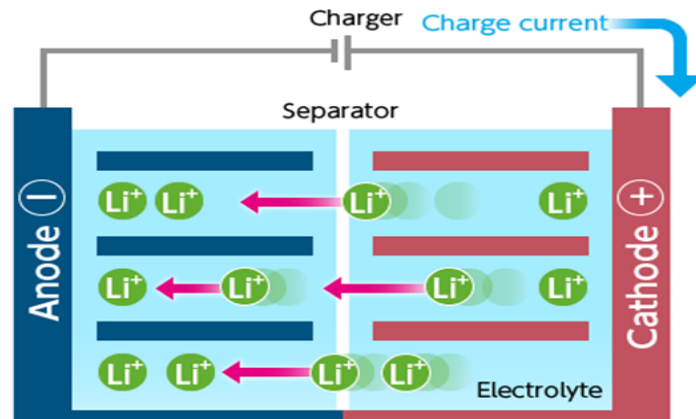 Charger
Charge current
Separator
Anode −
Cathode +
Li⁺ Li⁺ Li⁺ Li⁺
Li⁺ Li⁺ Li⁺ Li⁺
Li⁺ Li⁺ Li⁺ Li⁺
Electrolyte